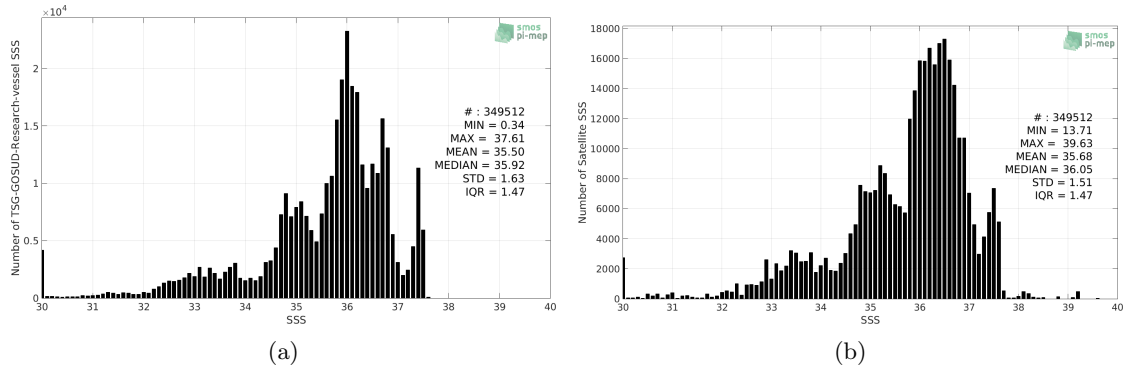 ×10⁴
Number of TSG-GOSUD-Research-vessel SSS
2
1.5
1
0.5
0
30 31 32 33 34 35 36 37 38 39 40
SSS
smos
pi-mep
# : 349512
MIN = 0.34
MAX = 37.61
MEAN = 35.50
MEDIAN = 35.92
STD = 1.63
IQR = 1.47
(a)
Number of Satellite SSS
18000
16000
14000
12000
10000
8000
6000
4000
2000
0
30 31 32 33 34 35 36 37 38 39 40
SSS
smos
pi-mep
# : 349512
MIN = 13.71
MAX = 39.63
MEAN = 35.68
MEDIAN = 36.05
STD = 1.51
IQR = 1.47
(b)